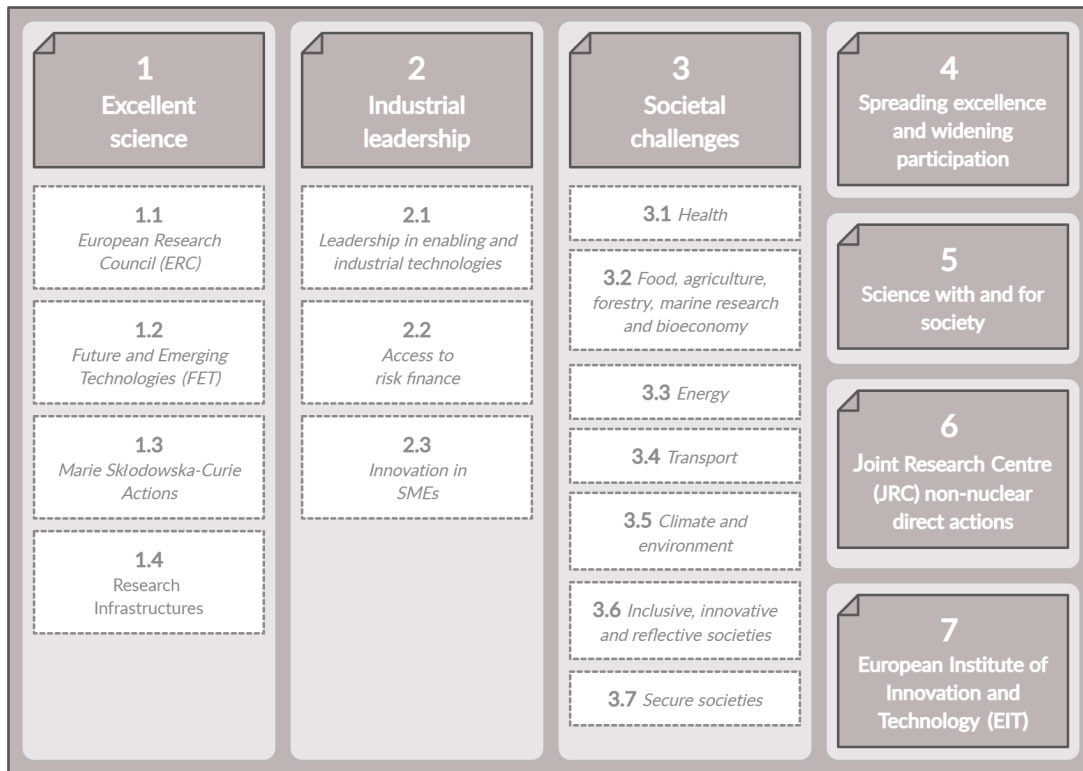 1
Excellent
science
1.1
European Research
Council (ERC)
1.2
Future and Emerging
Technologies (FET)
1.3
Marie Skłodowska-Curie
Actions
1.4
Research
Infrastructures
2
Industrial
leadership
2.1
Leadership in enabling and
industrial technologies
2.2
Access to
risk finance
2.3
Innovation in
SMEs
3
Societal
challenges
3.1 Health
3.2 Food, agriculture,
forestry, marine research
and bioeconomy
3.3 Energy
3.4 Transport
3.5 Climate and
environment
3.6 Inclusive, innovative
and reflective societies
3.7 Secure societies
4
Spreading excellence
and widening
participation
5
Science with and for
society
6
Joint Research Centre
(JRC) non-nuclear
direct actions
7
European Institute of
Innovation and
Technology (EIT)